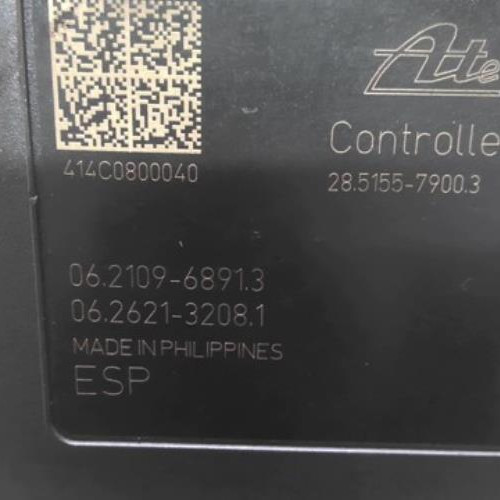 Ate
Controlle
414C0800040
28.5155-7900.3
06.2109-6891.3
06.2621-3208.1
MADE IN PHILIPPINES
ESP